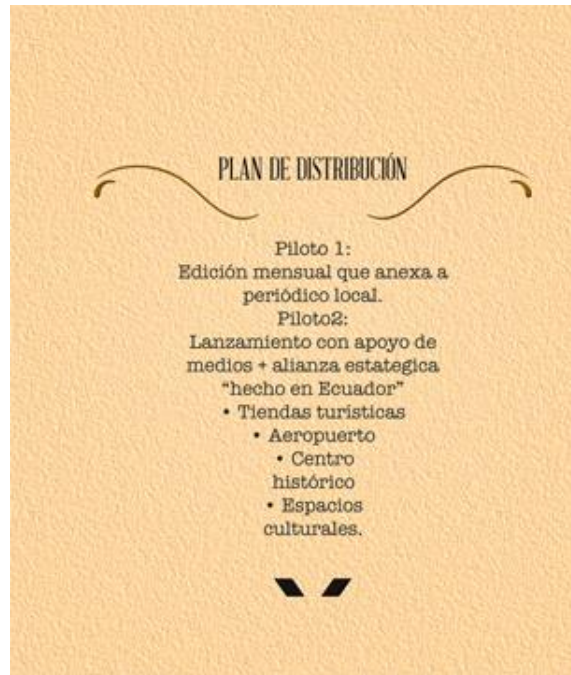 PLAN DE DISTRIBUCIÓN
Piloto 1:
Edición mensual que anexa a
periódico local.
Piloto2:
Lanzamiento con apoyo de
medios + alianza estategica
“hecho en Ecuador”
• Tiendas turísticas
• Aeropuerto
• Centro
histórico
• Espacios
culturales.